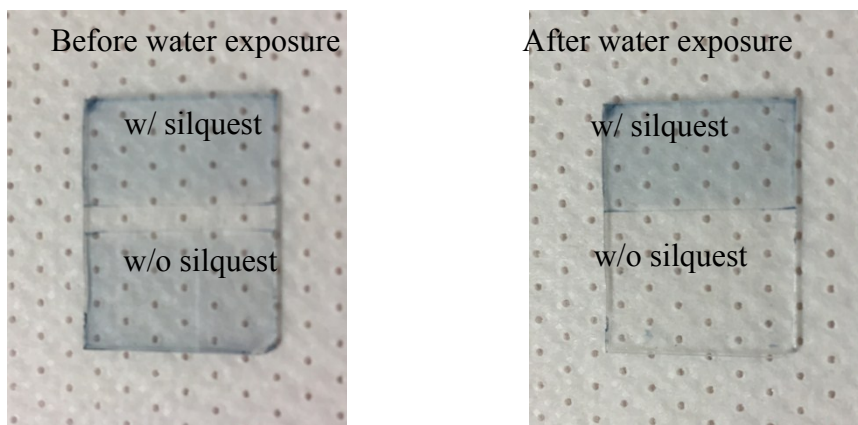 Before water exposure
w/ silquest
w/o silquest
After water exposure
w/ silquest
w/o silquest